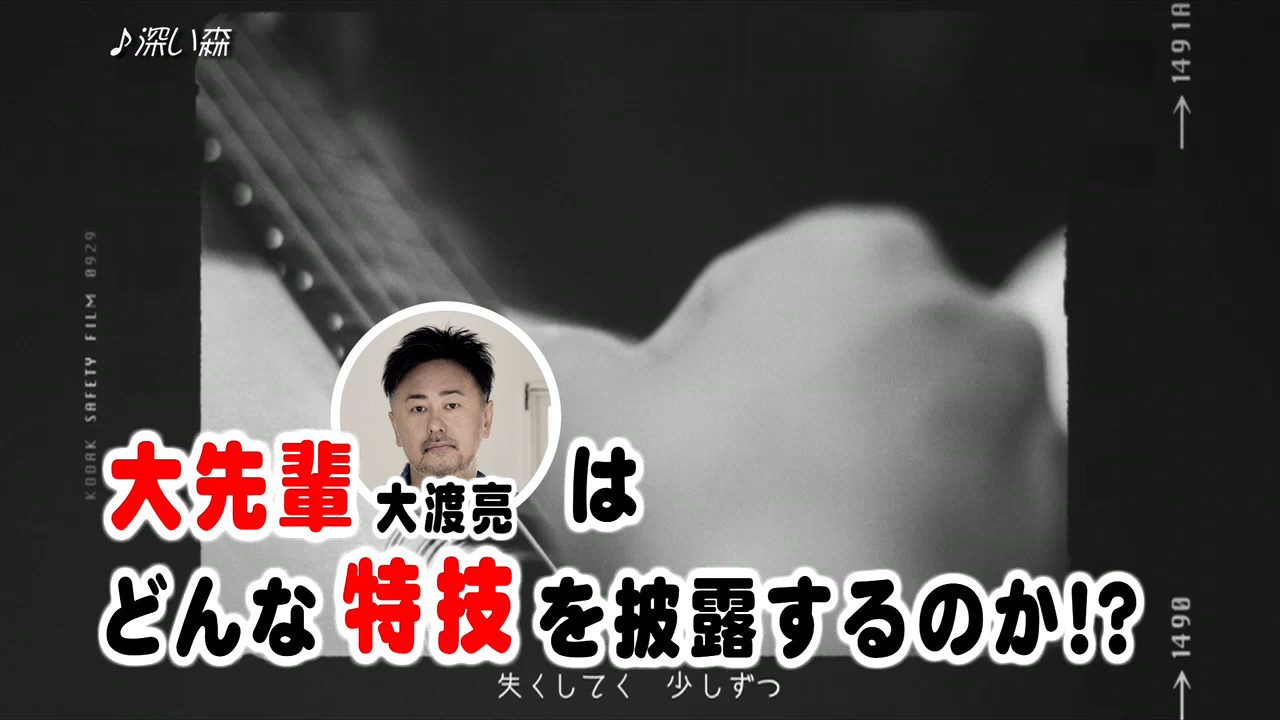 ♪深い森
→1491A
KODAK SAFETY FILM 0929
大先輩 大渡亮 は
どんな特技を披露するのか!?
→1490
失くしてく 少しずつ